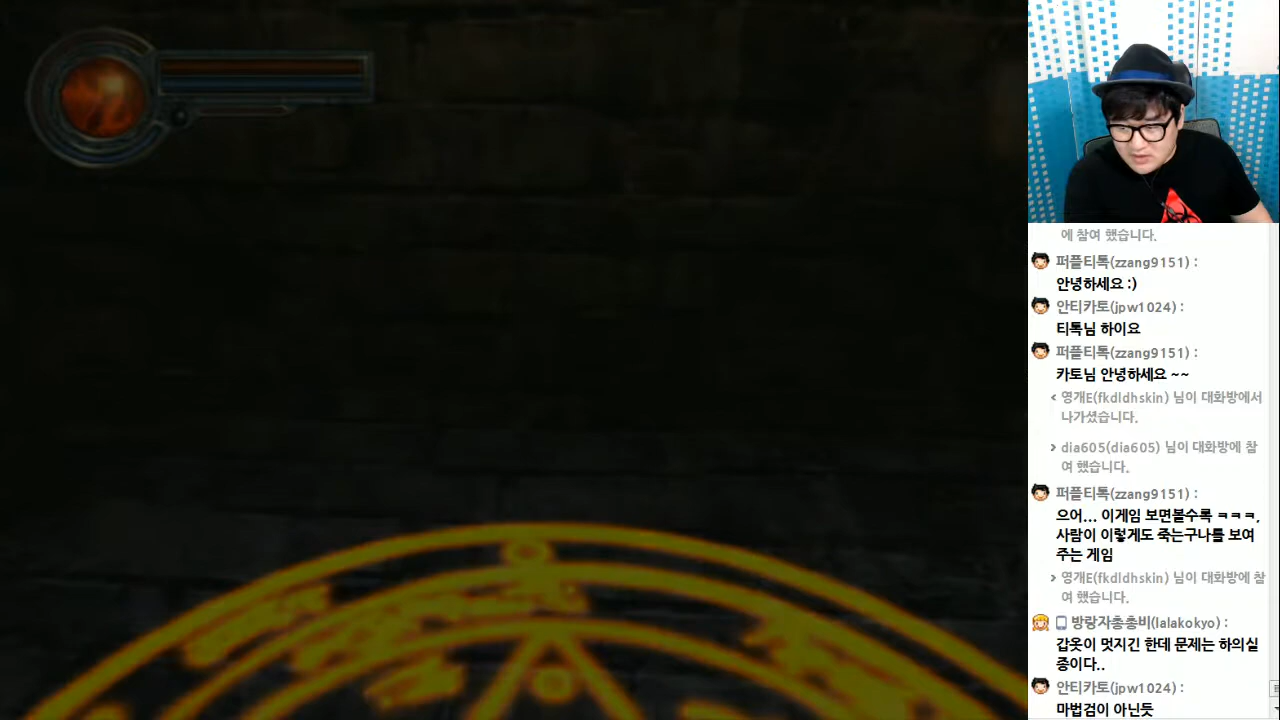 에 참여 했습니다.
퍼플티톡(zzang9151) :
안녕하세요 :)
안티카토(jpw1024) :
티톡님 하이요
퍼플티톡(zzang9151) :
카토님 안녕하세요 ~~
< 영개E(fkdldhskin) 님이 대화방에서
나가셨습니다.
> dia605(dia605) 님이 대화방에 참
여 했습니다.
퍼플티톡(zzang9151) :
으어... 이게임 보면볼수록 ㅋㅋㅋ,
사람이 이렇게도 죽는구나를 보여
주는 게임
> 영개E(fkdldhskin) 님이 대화방에 참
여 했습니다.
방랑자총총비(lalakokyo) :
갑옷이 멋지긴 한데 문제는 하의실
종이다..
안티카토(jpw1024) :
마법검이 아닌듯